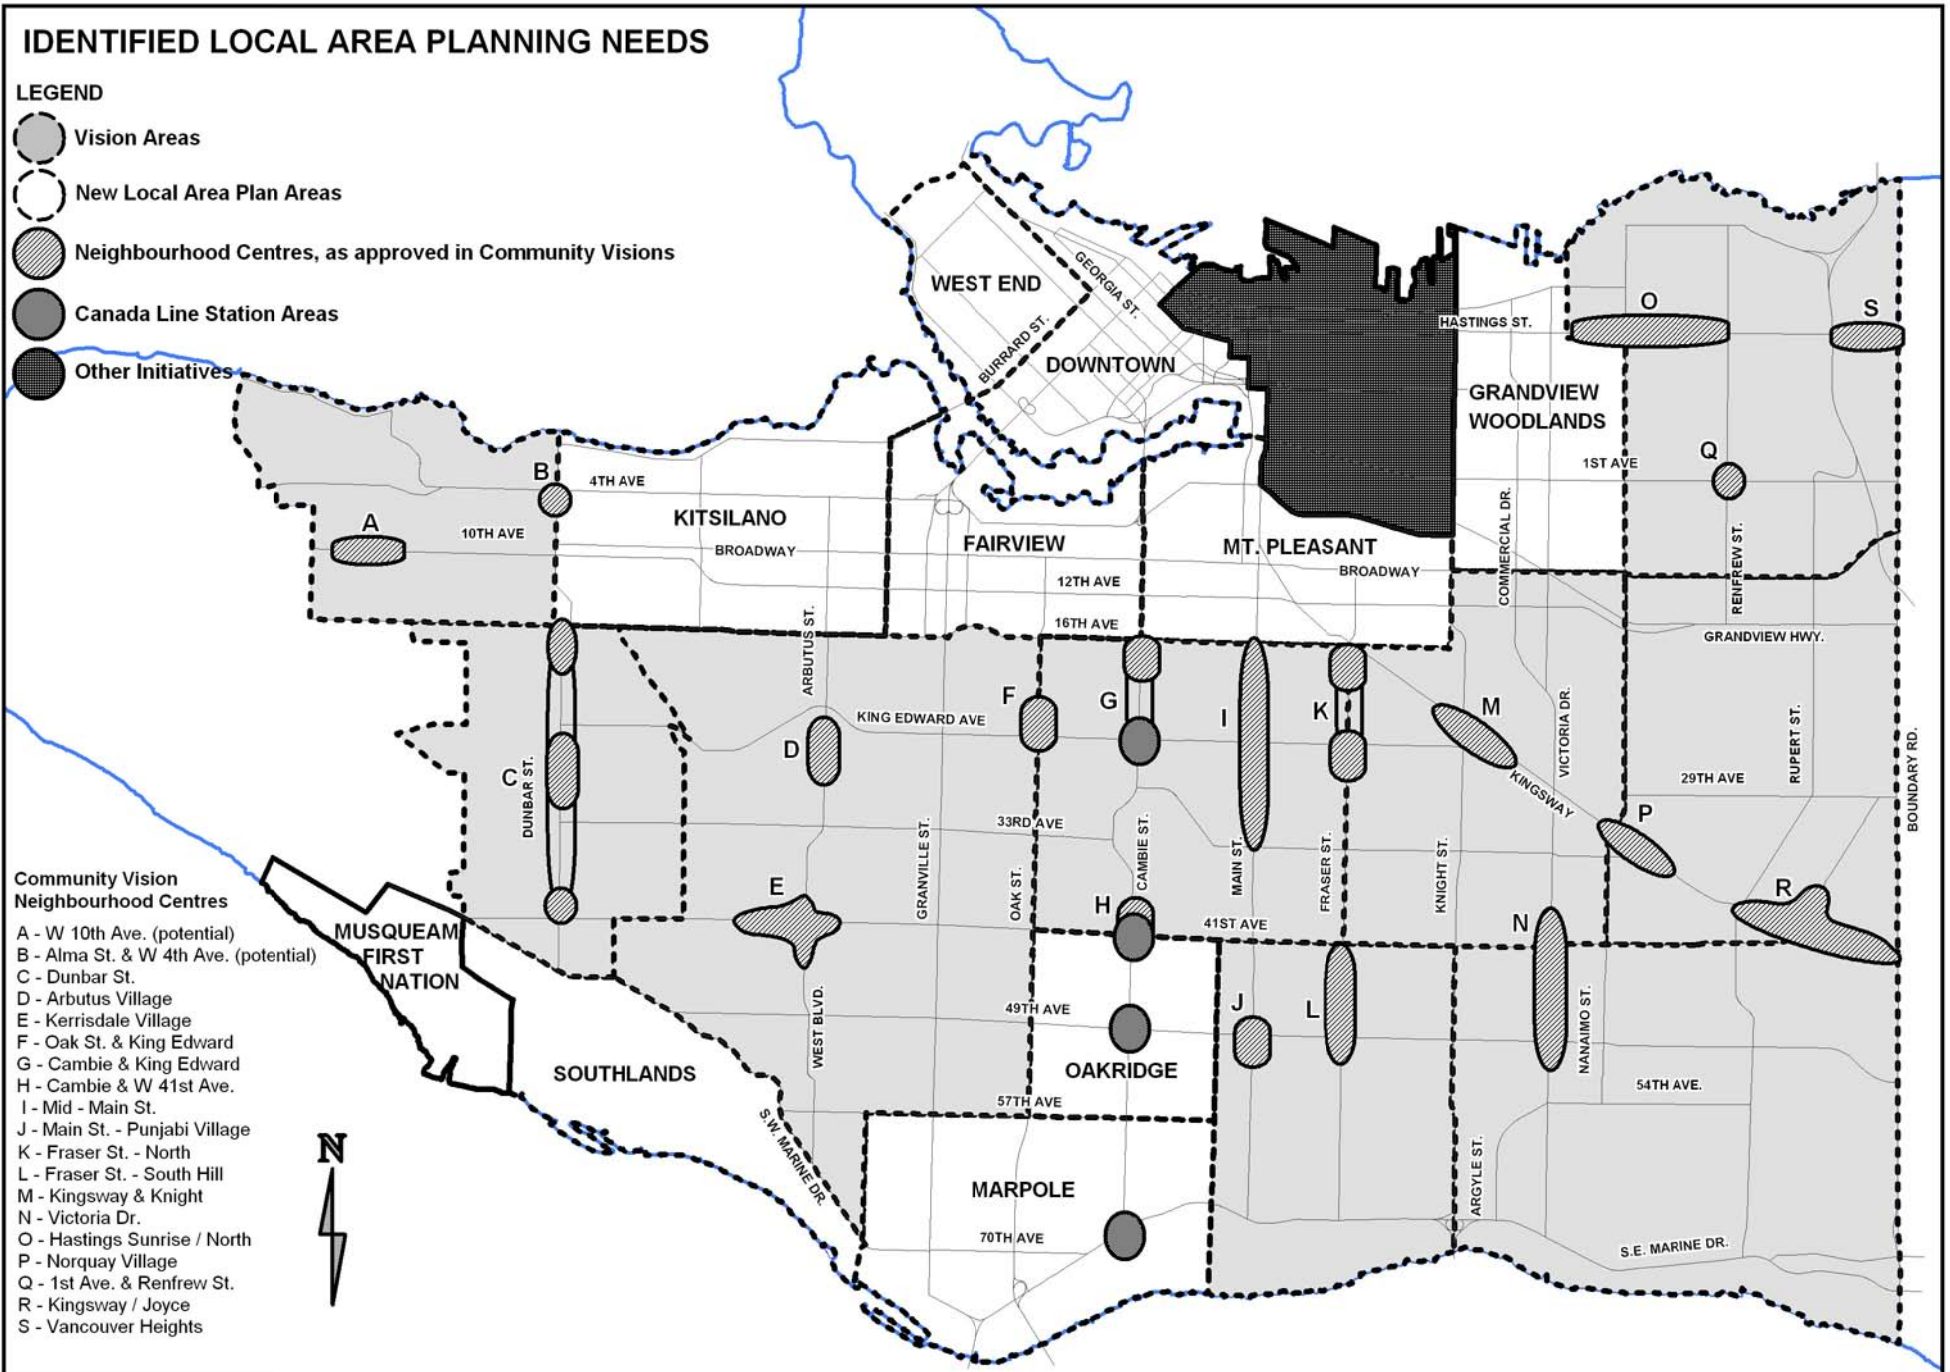 IDENTIFIED LOCAL AREA PLANNING NEEDS
LEGEND
Vision Areas
New Local Area Plan Areas
Neighbourhood Centres, as approved in Community Visions
Canada Line Station Areas
Other Initiatives
WEST END
GEORGIA ST.
BURRARD ST.
DOWNTOWN
HASTINGS ST.
O
S
GRANDVIEW
WOODLANDS
1ST AVE
Q
B
4TH AVE
KITSILANO
A
10TH AVE
BROADWAY
FAIRVIEW
MT. PLEASANT
BROADWAY
12TH AVE
COMMERCIAL DR.
RENFREW ST.
16TH AVE
GRANDVIEW HWY.
ARBUTUS ST.
F
KING EDWARD AVE
G
I
K
M
D
C
DUNBAR ST.
VICTORIA DR.
KINGSWAY
29TH AVE
RUPERT ST.
BOUNDARY RD.
P
33RD AVE
GRANVILLE ST.
OAK ST.
CAMBIE ST.
MAIN ST.
FRASER ST.
KNIGHT ST.
E
H
41ST AVE
N
R
MUSQUEAM
FIRST
NATION
49TH AVE
J
L
WEST BLVD.
NANAIMO ST.
SOUTHLANDS
OAKRIDGE
54TH AVE.
57TH AVE
S.W. MARINE DR.
MARPOLE
ARGYLE ST.
70TH AVE
S.E. MARINE DR.
Community Vision
Neighbourhood Centres
A - W 10th Ave. (potential)
B - Alma St. & W 4th Ave. (potential)
C - Dunbar St.
D - Arbutus Village
E - Kerrisdale Village
F - Oak St. & King Edward
G - Cambie & King Edward
H - Cambie & W 41st Ave.
I - Mid - Main St.
J - Main St. - Punjabi Village
K - Fraser St. - North
L - Fraser St. - South Hill
M - Kingsway & Knight
N - Victoria Dr.
O - Hastings Sunrise / North
P - Norquay Village
Q - 1st Ave. & Renfrew St.
R - Kingsway / Joyce
S - Vancouver Heights
N